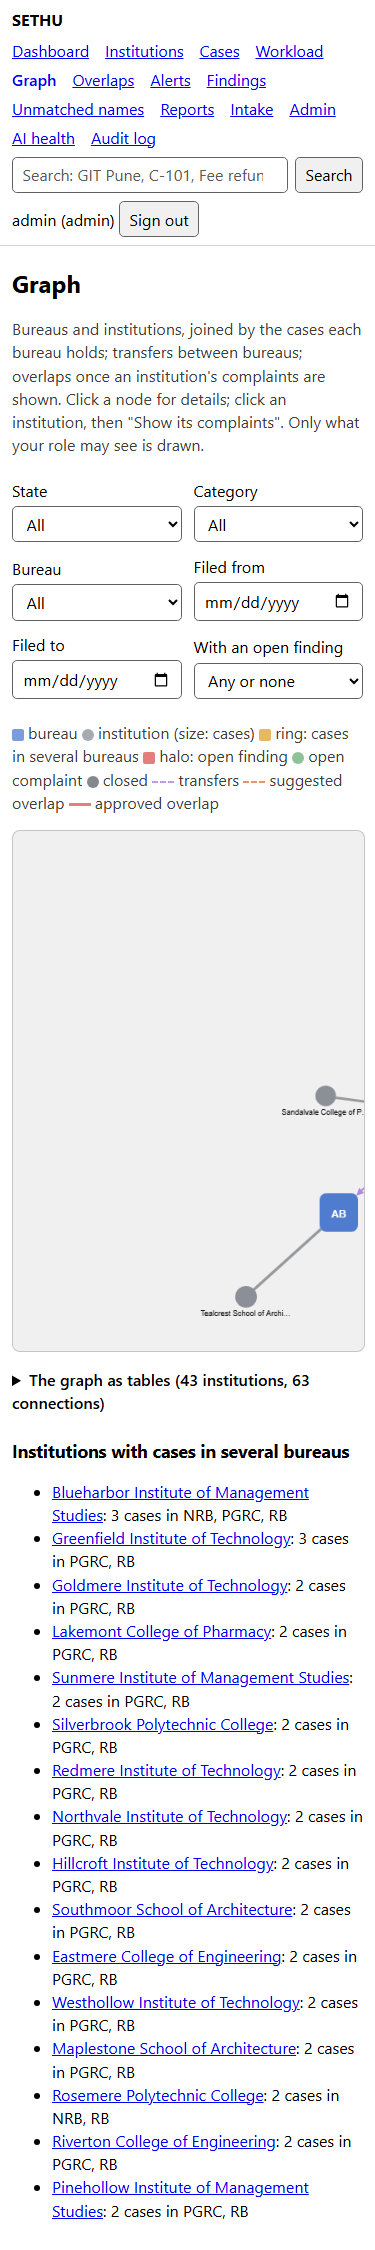 SETHU
Dashboard Institutions Cases Workload
Graph Overlaps Alerts Findings
Unmatched names Reports Intake Admin
AI health Audit log
Search: GIT Pune, C-101, Fee refun Search
admin (admin) Sign out
Graph
Bureaus and institutions, joined by the cases each
bureau holds; transfers between bureaus;
overlaps once an institution's complaints are
shown. Click a node for details; click an
institution, then "Show its complaints". Only what
your role may see is drawn.
State Category
All All
Bureau Filed from
All mm/dd/yyyy
Filed to With an open finding
mm/dd/yyyy Any or none
bureau institution (size: cases) ring: cases
in several bureaus halo: open finding open
complaint closed transfers suggested
overlap approved overlap
Sandalvale College of P...
AB
Tealcrest School of Archi...
The graph as tables (43 institutions, 63
connections)
Institutions with cases in several bureaus
Blueharbor Institute of Management
Studies: 3 cases in NRB, PGRC, RB
Greenfield Institute of Technology: 3 cases
in PGRC, RB
Goldmere Institute of Technology: 2 cases
in PGRC, RB
Lakemont College of Pharmacy: 2 cases in
PGRC, RB
Sunmere Institute of Management Studies:
2 cases in PGRC, RB
Silverbrook Polytechnic College: 2 cases in
PGRC, RB
Redmere Institute of Technology: 2 cases in
PGRC, RB
Northvale Institute of Technology: 2 cases in
PGRC, RB
Hillcroft Institute of Technology: 2 cases in
PGRC, RB
Southmoor School of Architecture: 2 cases
in PGRC, RB
Eastmere College of Engineering: 2 cases in
PGRC, RB
Westhollow Institute of Technology: 2 cases
in PGRC, RB
Maplestone School of Architecture: 2 cases
in PGRC, RB
Rosemere Polytechnic College: 2 cases in
NRB, RB
Riverton College of Engineering: 2 cases in
PGRC, RB
Pinehollow Institute of Management
Studies: 2 cases in PGRC, RB